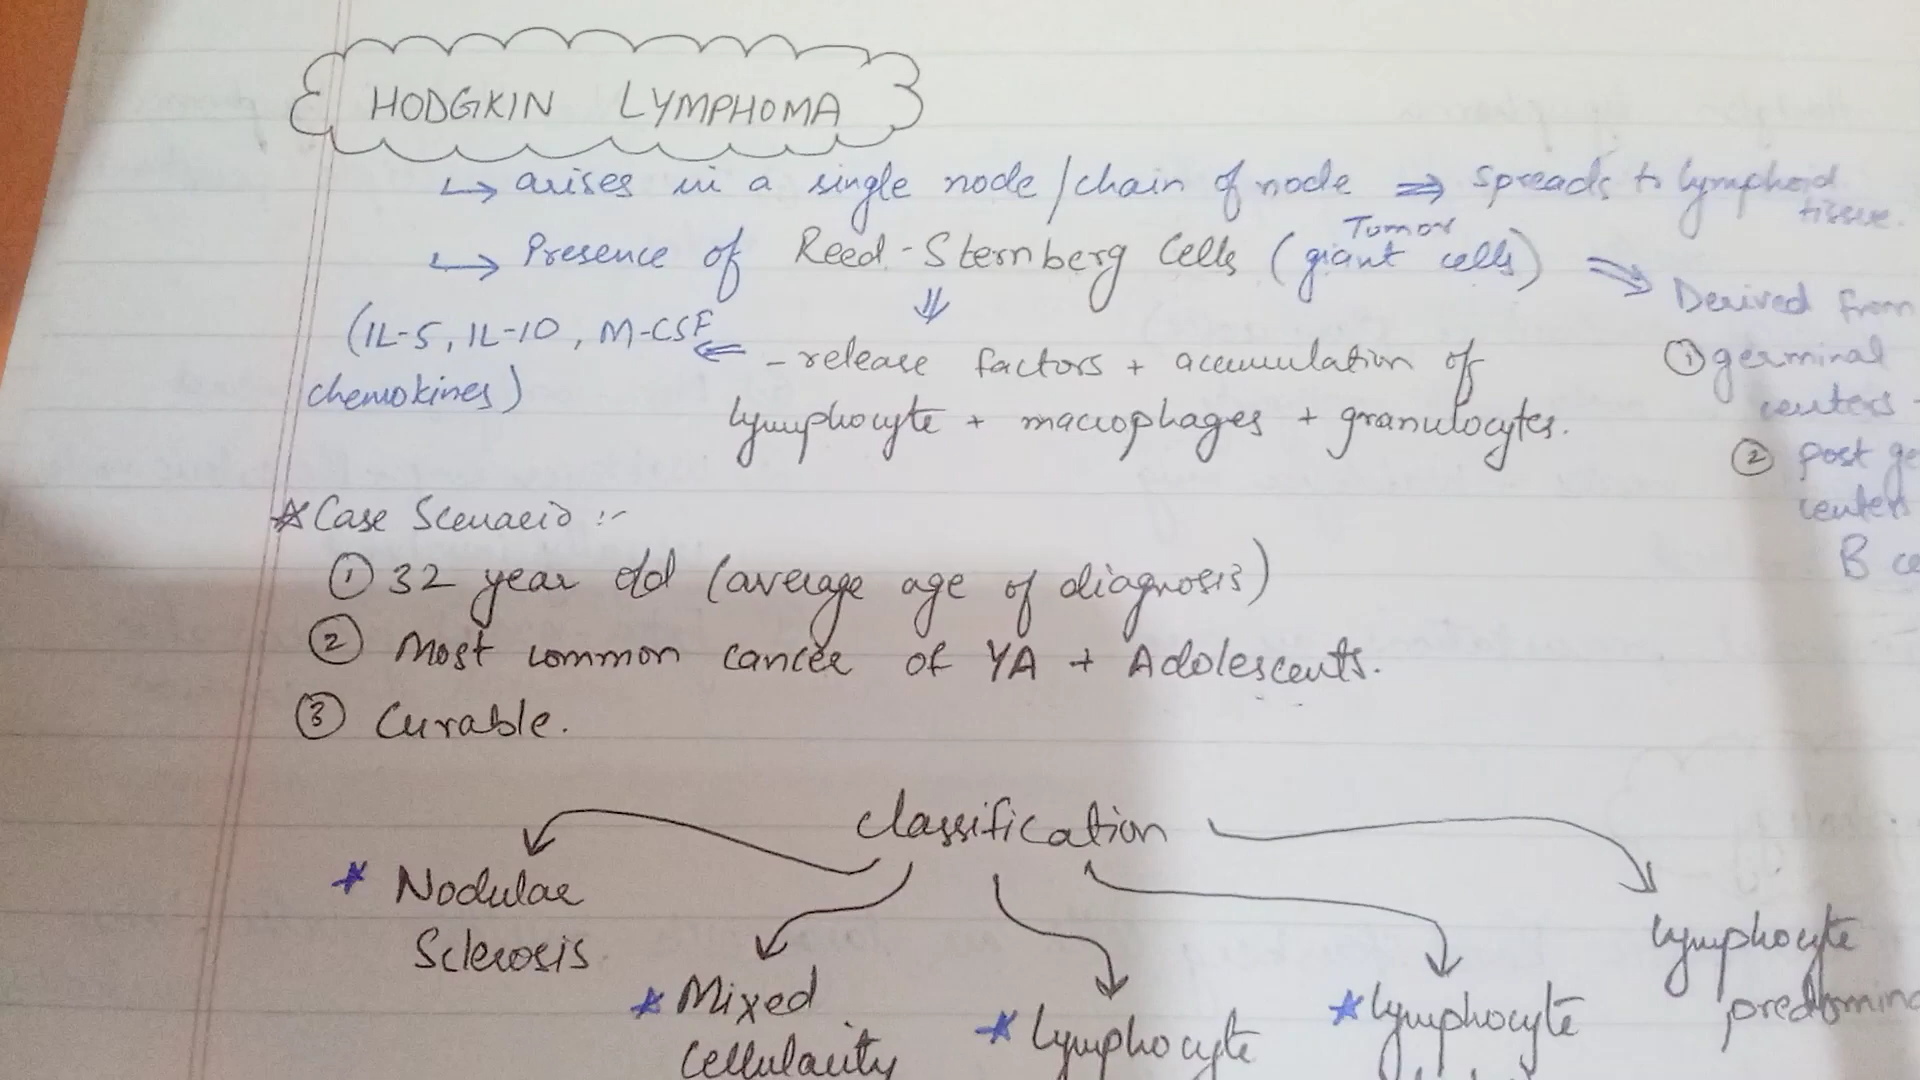 HODGKIN LYMPHOMA
↳ arises in a single node / chain of node ⇒ spreads to lymphoid
tissue.
↳ Presence of Reed-Sternberg Cells (giant cells)
Tumor
⇒ Derived from
① germinal
centers
② post
centers
B
(IL-5, IL-10, M-CSF
chemokines)
⇐ - release factors + accumulation of
lymphocyte + macrophages + granulocytes.
* Case Scenario :-
① 32 year old (average age of diagnosis)
② Most common cancer of YA + Adolescents.
③ Curable.
Classification
* Nodular
Sclerosis.
* Mixed
Cellularity
* Lymphocyte
* Lymphocyte
Lymphocyte